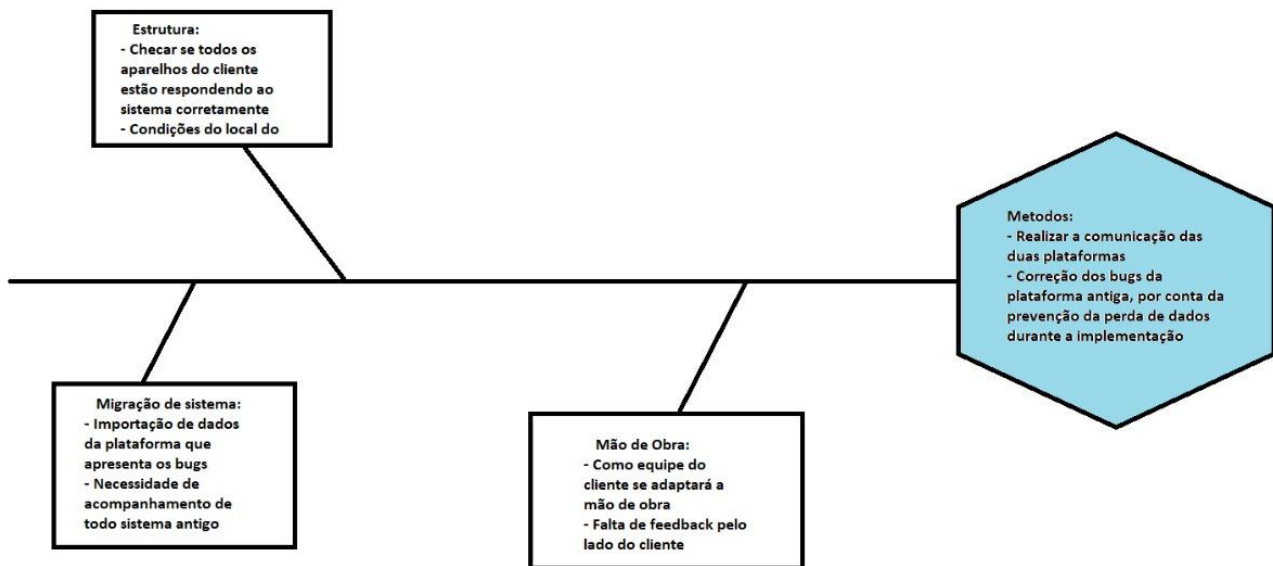 Estrutura:
- Checar se todos os
aparelhos do cliente
estão respondendo ao
sistema corretamente
- Condições do local do
Metodos:
- Realizar a comunicação das
duas plataformas
- Correção dos bugs da
plataforma antiga, por conta da
prevenção da perda de dados
durante a implementação
Migração de sistema:
- Importação de dados
da plataforma que
apresenta os bugs
- Necessidade de
acompanhamento de
todo sistema antigo
Mão de Obra:
- Como equipe do
cliente se adaptará a
mão de obra
- Falta de feedback pelo
lado do cliente